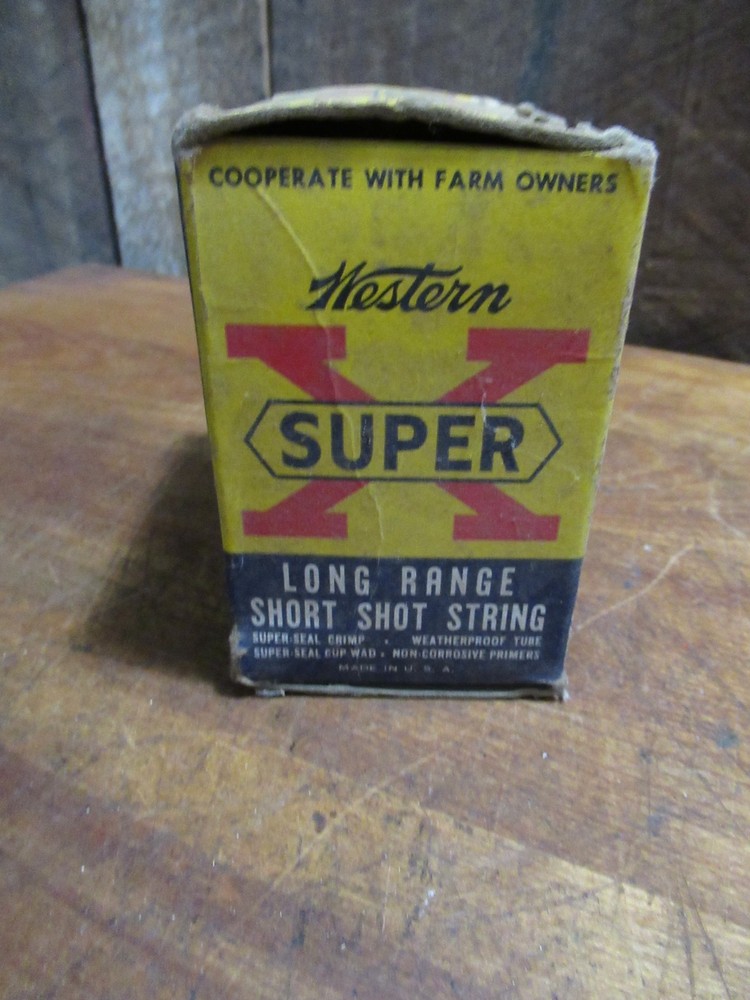 COOPERATE WITH FARM OWNERS
Western
X
SUPER
LONG RANGE
SHORT SHOT STRING
SUPER-SEAL CRIMP • WEATHERPROOF TUBE
SUPER-SEAL CUP WAD • NON-CORROSIVE PRIMERS
MADE IN U. S. A.